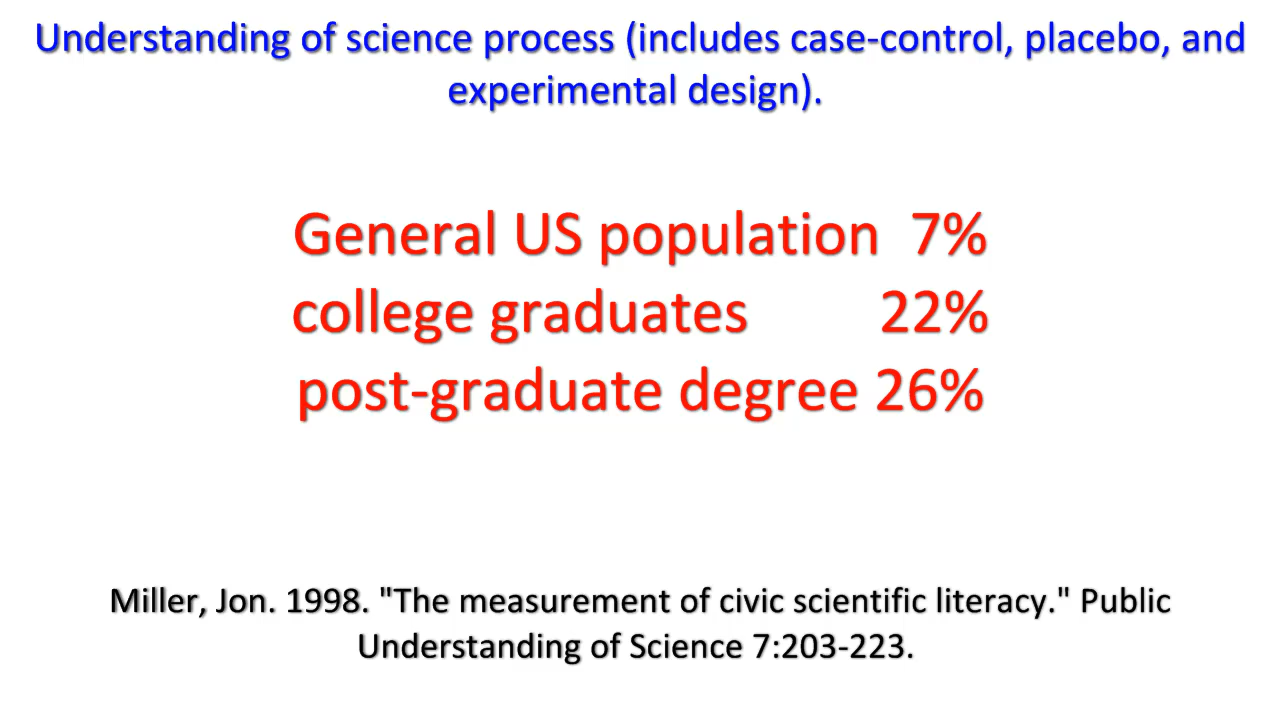 Understanding of science process (includes case-control, placebo, and
experimental design).
General US population 7%
college graduates 22%
post-graduate degree 26%
Miller, Jon. 1998. "The measurement of civic scientific literacy." Public
Understanding of Science 7:203-223.